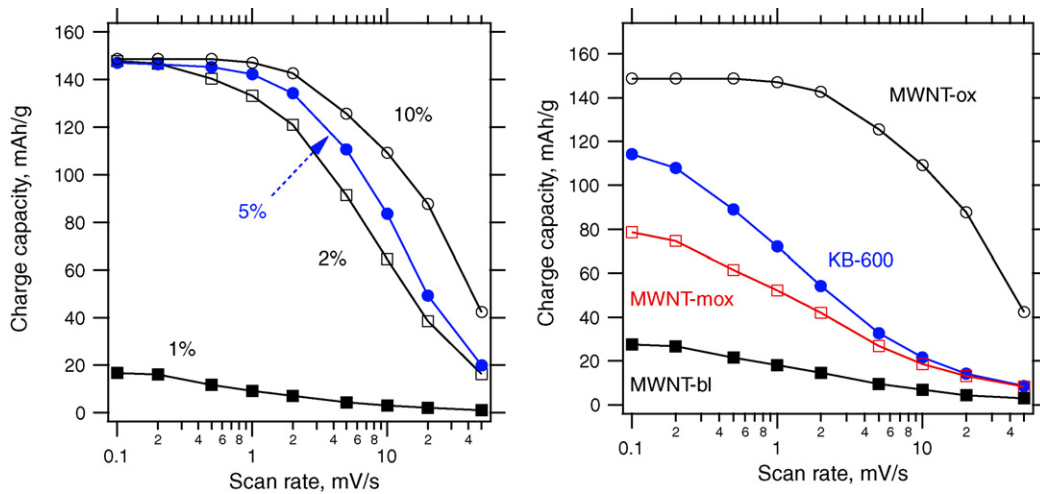 160
140
120
100
80
60
40
20
0
Charge capacity, mAh/g
10%
5%
2%
1%
2 4 6 8 2 4 6 8 2 4
0.1 1 10
Scan rate, mV/s
160
140
120
100
80
60
40
20
0
Charge capacity, mAh/g
MWNT-ox
KB-600
MWNT-mox
MWNT-bl
2 4 6 8 2 4 6 8 2 4
0.1 1 10
Scan rate, mV/s